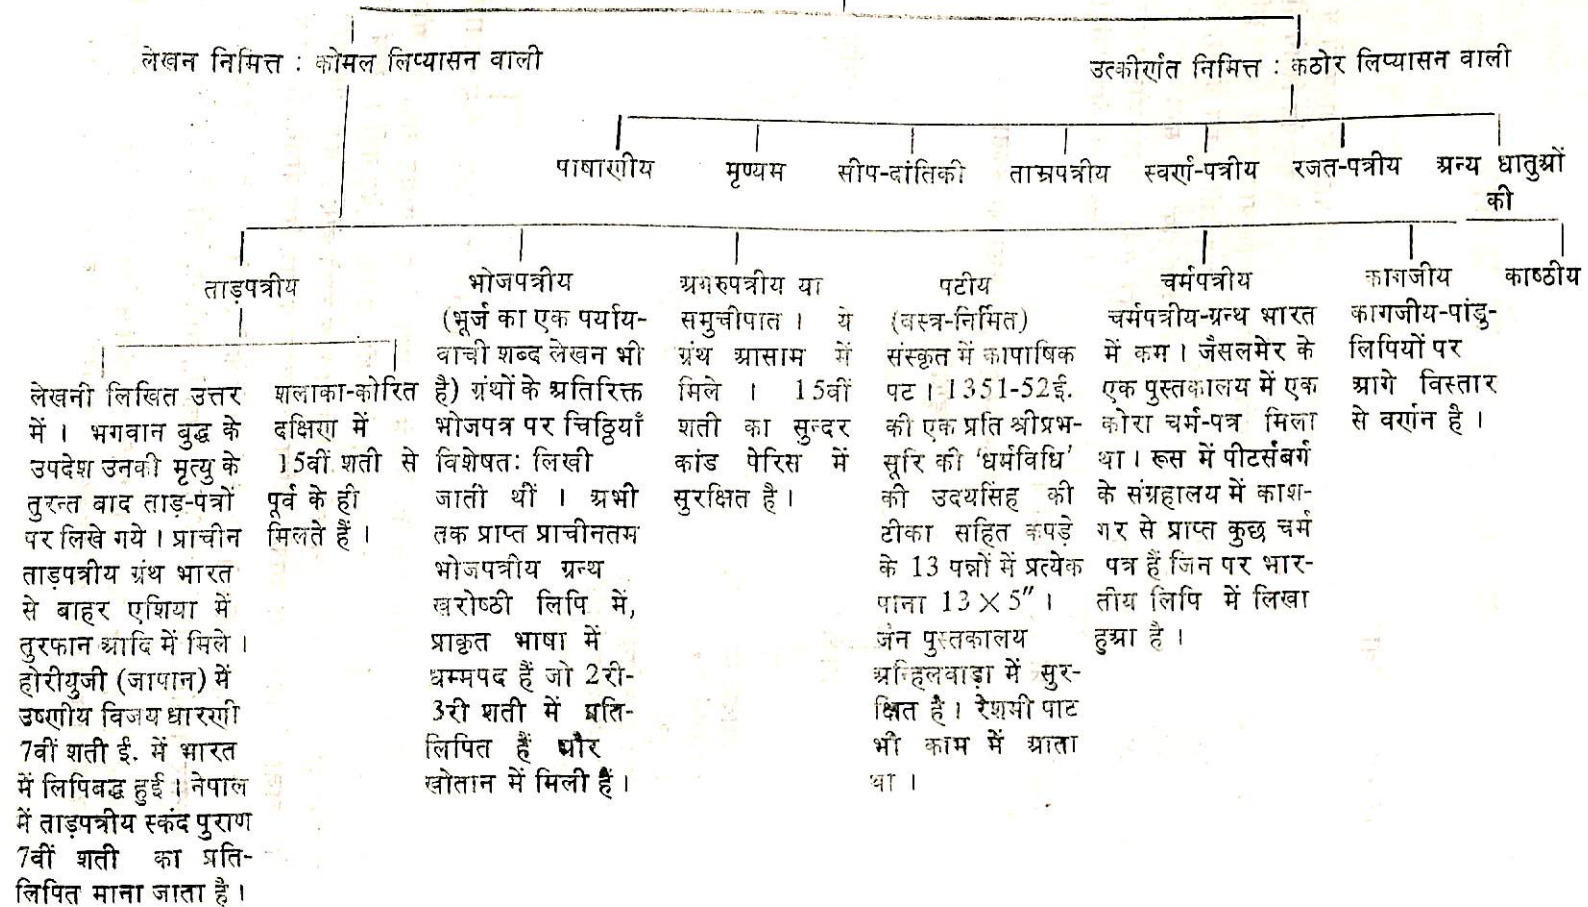 लेखन निमित्त : कोमल लिप्यासन वाली
उत्कीर्णत निमित्त : कठोर लिप्यासन वाली
पाषाणीय
मृण्यम
सीप-दांतिकी
ताम्रपत्रीय
स्वर्ण-पत्रीय
रजत-पत्रीय
अन्य धातुओं
की
ताड़पत्रीय
लेखनी लिखित उत्तर
में । भगवान बुद्ध के
उपदेश उनकी मृत्यु के
तुरन्त बाद ताड़-पत्रों
पर लिखे गये । प्राचीन
ताड़पत्रीय ग्रंथ भारत
से बाहर एशिया में
तुरफान आदि में मिले ।
होरीयुजी (जापान) में
उष्णीय विजय धारणी
7वीं शती ई. में भारत
में लिपिबद्ध हुई । नेपाल
में ताड़पत्रीय स्कंद पुराण
7वीं शती का प्रति-
लिपित माना जाता है ।
शलाका-कोरित
दक्षिण में
15वीं शती से
पूर्व के ही
मिलते हैं ।
भोजपत्रीय
(भूर्ज का एक पर्याय-
वाची शब्द लेखन भी
है) ग्रंथों के अतिरिक्त
भोजपत्र पर चिठ्ठियाँ
विशेषतः लिखी
जाती थीं । अभी
तक प्राप्त प्राचीनतम
भोजपत्रीय ग्रन्थ
खरोष्ठी लिपि में,
प्राकृत भाषा में
धम्मपद हैं जो 2री-
3री शती में प्रति-
लिपित हैं और
खोतान में मिली हैं ।
अगरुपत्रीय या
समुचीपात । ये
ग्रंथ आसाम में
मिले । 15वीं
शती का सुन्दर
कांड पेरिस में
सुरक्षित है ।
पटीय
(वस्त्र-निर्मित)
संस्कृत में कापाषिक
पट । 1351-52ई.
की एक प्रति श्रीप्रभ-
सूरि की 'धर्मविधि'
की उदयसिंह की
टीका सहित कपड़े
के 13 पन्नों में प्रत्येक
पाना 13 × 5" ।
जैन पुस्तकालय
अन्हिलवाड़ा में सुर-
क्षित है । रेशमी पाट
भी काम में आता
था ।
चर्मपत्रीय
चर्मपत्रीय-ग्रन्थ भारत
में कम । जैसलमेर के
एक पुस्तकालय में एक
कोरा चर्म-पत्र मिला
था । रूस में पीटर्सबर्ग
के संग्रहालय में काश-
गर से प्राप्त कुछ चर्म
पत्र हैं जिन पर भार-
तीय लिपि में लिखा
हुआ है ।
कागजीय
कागजीय-पांडु-
लिपियों पर
आगे विस्तार
से वर्णन है ।
काष्ठीय